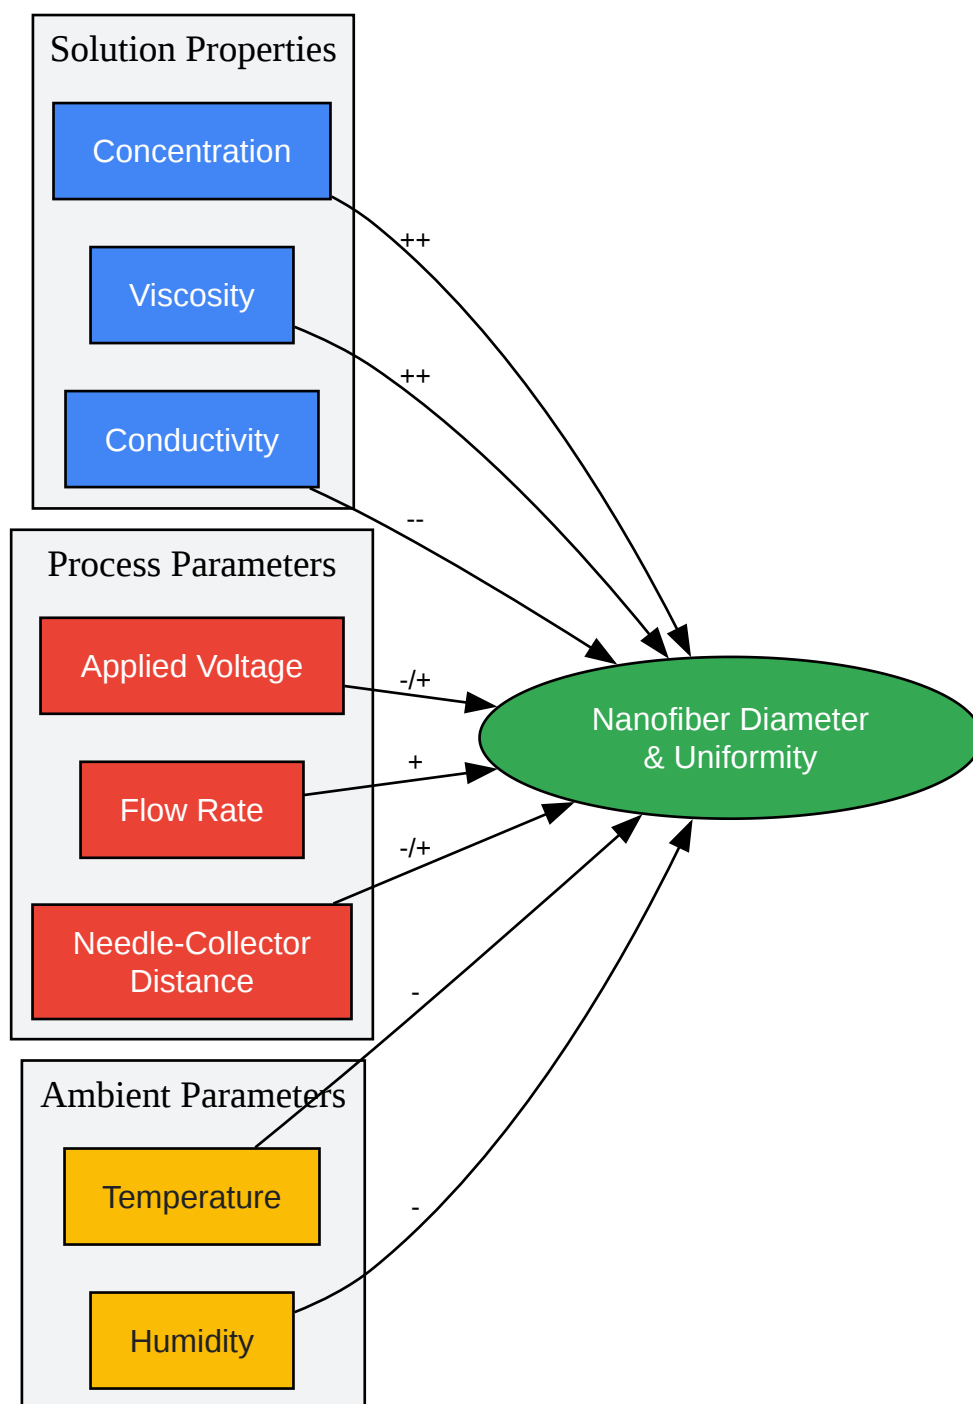 Solution Properties
Concentration
++
Viscosity
++
Conductivity
--
Process Parameters
Applied Voltage
-/+
Nanofiber Diameter
& Uniformity
+
Flow Rate
-/+
Needle-Collector
Distance
-
Ambient Parameters
Temperature
-
Humidity